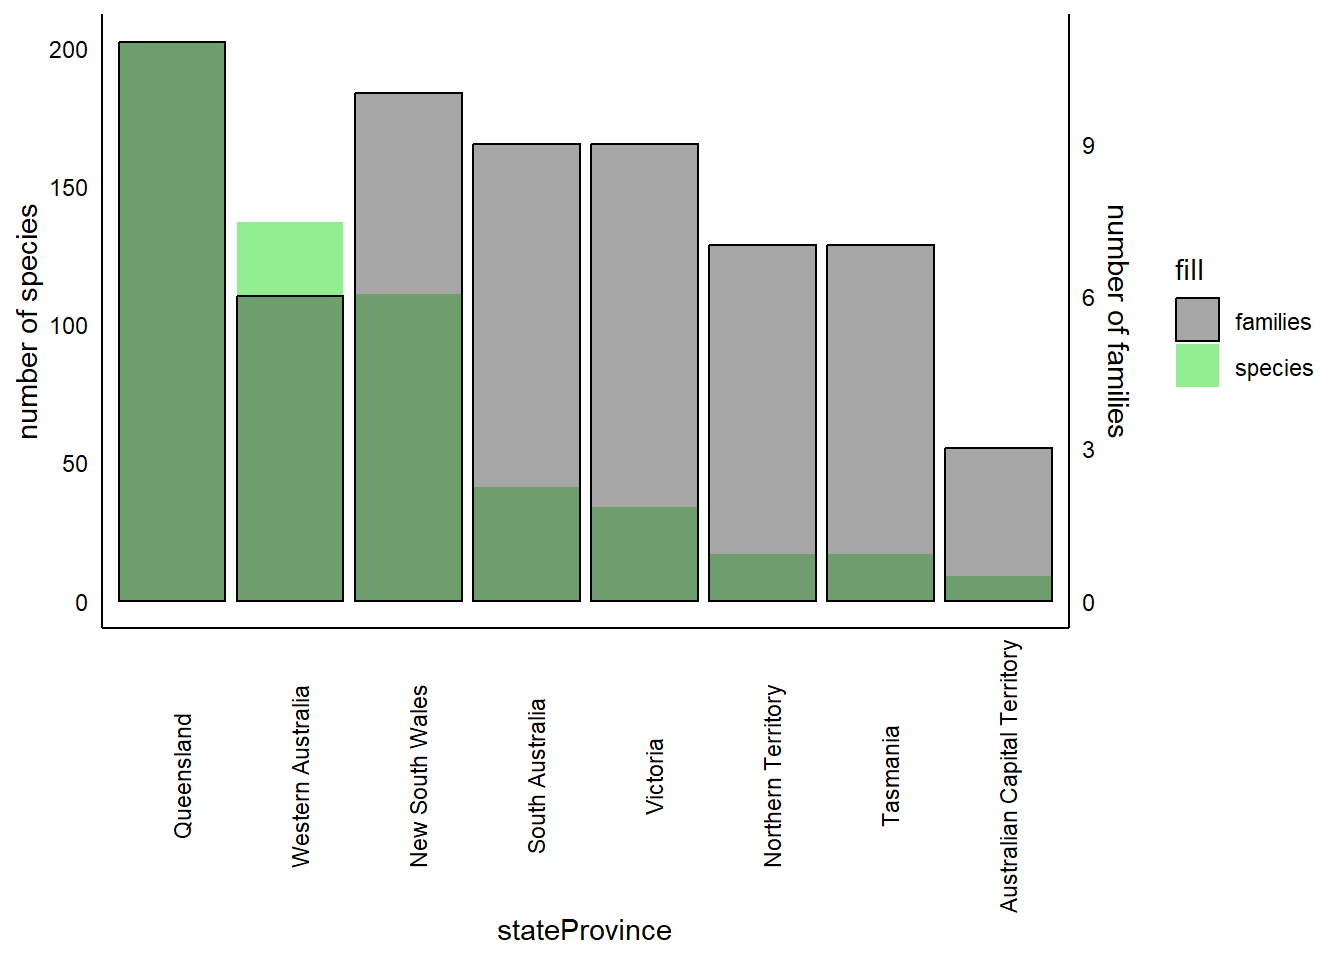 number of species
200
150
100
50
0
9
6
3
0
number of families
fill
families
species
Queensland
Western Australia
New South Wales
South Australia
Victoria
Northern Territory
Tasmania
Australian Capital Territory
stateProvince